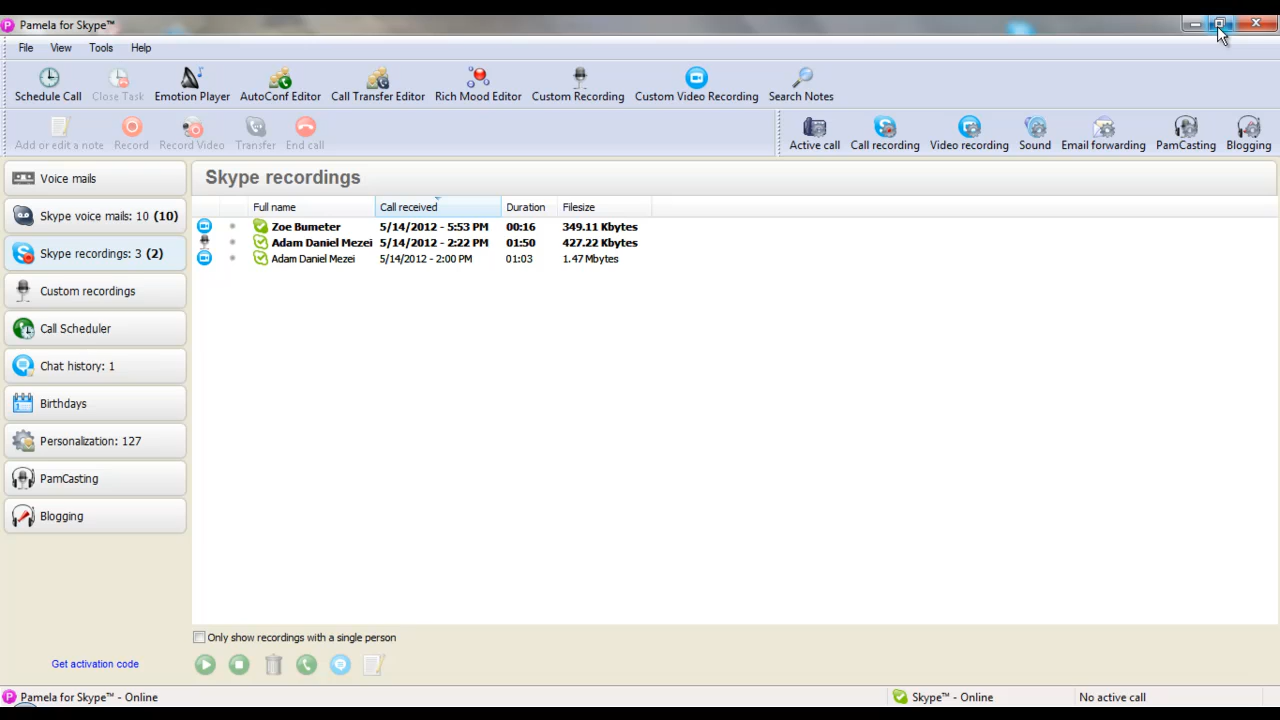 Pamela for Skype™
File View Tools Help
Schedule Call Close Task Emotion Player AutoConf Editor Call Transfer Editor Rich Mood Editor Custom Recording Custom Video Recording Search Notes
Add or edit a note Record Record Video Transfer End call Active call Call recording Video recording Sound Email forwarding PamCasting Blogging
Voice mails
Skype voice mails: 10 (10)
Skype recordings: 3 (2)
Custom recordings
Call Scheduler
Chat history: 1
Birthdays
Personalization: 127
PamCasting
Blogging
Get activation code
Skype recordings
Full name Call received Duration Filesize
Zoe Bumeter 5/14/2012 - 5:53 PM 00:16 349.11 Kbytes
Adam Daniel Mezei 5/14/2012 - 2:22 PM 01:50 427.22 Kbytes
Adam Daniel Mezei 5/14/2012 - 2:00 PM 01:03 1.47 Mbytes
Only show recordings with a single person
Pamela for Skype™ - Online Skype™ - Online No active call